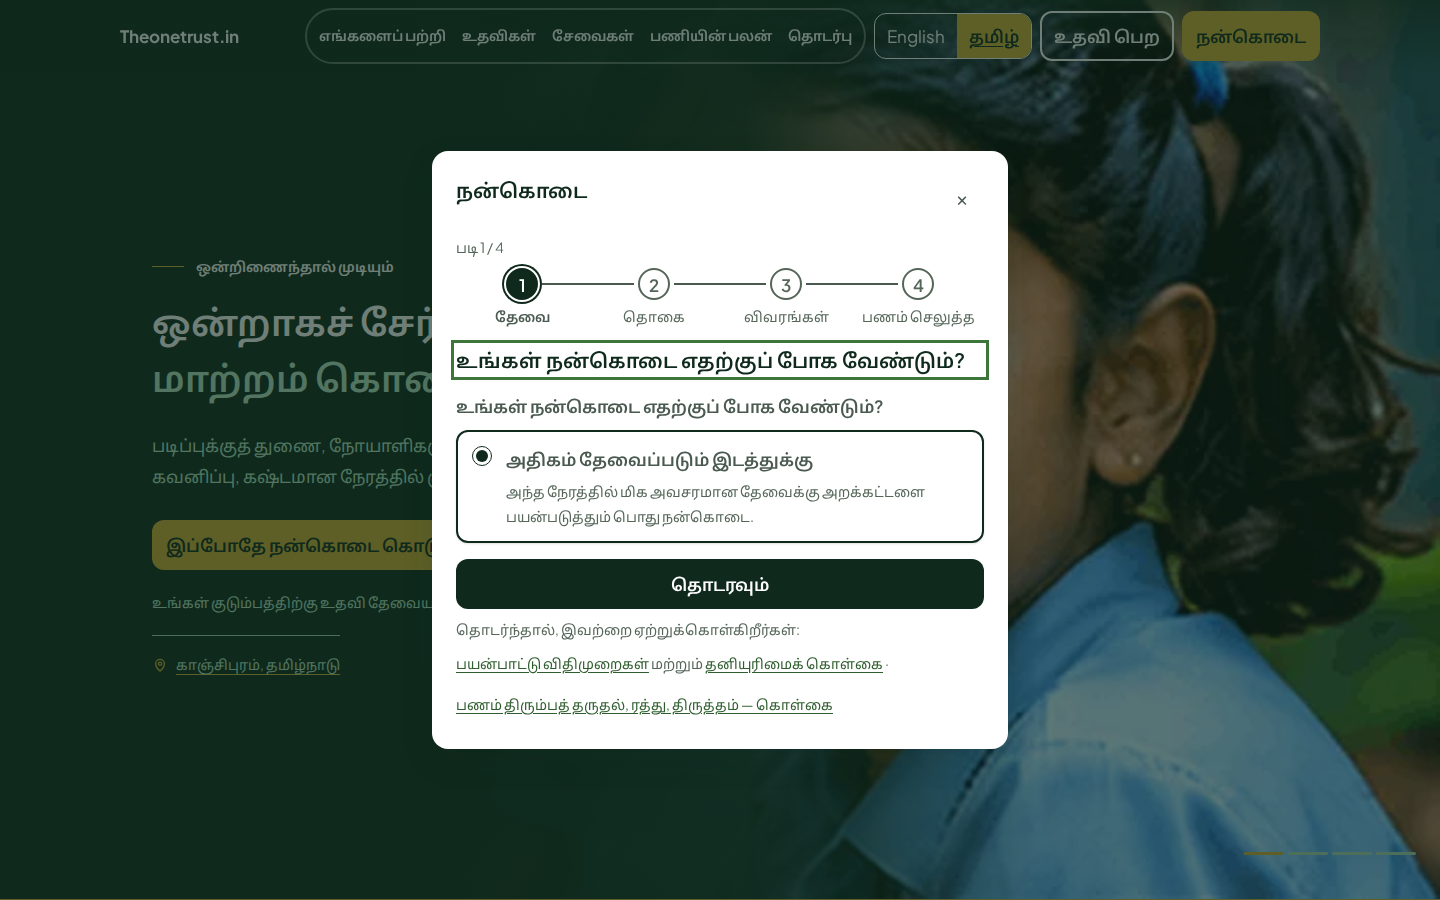 Theonetrust.in
எங்களைப் பற்றி
உதவிகள்
சேவைகள்
பணியின் பலன்
தொடர்பு
English
தமிழ்
உதவி பெற
நன்கொடை
ஒன்றிணைந்தால் முடியும்
ஒன்றாகச் சேர்
மாற்றம்
படிப்புக்குத் துணை,
கவனிப்பு, கஷ்டமான நேரத்தில்
இப்போதே நன்கொடை
உங்கள் குடும்பத்திற்கு உதவி
காஞ்சிபுரம், தமிழ்நாடு
நன்கொடை
×
படி 1 / 4
1
2
3
4
தேவை
தொகை
விவரங்கள்
பணம் செலுத்த
உங்கள் நன்கொடை எதற்குப் போக வேண்டும்?
உங்கள் நன்கொடை எதற்குப் போக வேண்டும்?
அதிகம் தேவைப்படும் இடத்துக்கு
அந்த நேரத்தில் மிக அவசரமான தேவைக்கு அறக்கட்டளை
பயன்படுத்தும் பொது நன்கொடை.
தொடரவும்
தொடர்ந்தால், இவற்றை ஏற்றுக்கொள்கிறீர்கள்:
பயன்பாட்டு விதிமுறைகள் மற்றும் தனியுரிமைக் கொள்கை ·
பணம் திரும்பத் தருதல், ரத்து, திருத்தம் — கொள்கை